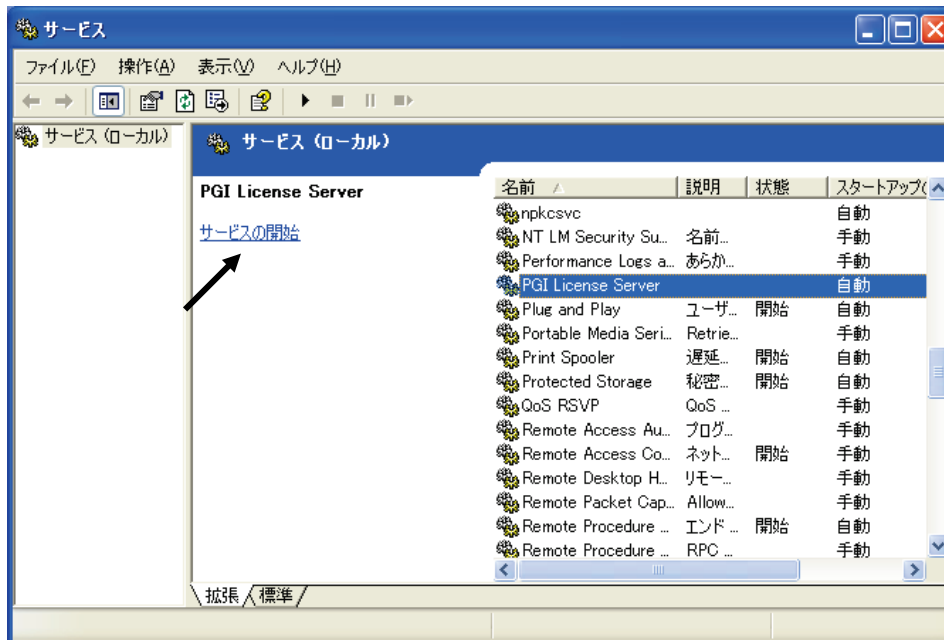 サービス
ファイル(F) 操作(A) 表示(V) ヘルプ(H)
サービス (ローカル)
サービス (ローカル)
PGI License Server
サービスの開始
名前 説明 状態 スタートアップ(
npkcsvc 自動
NT LM Security Su... 名前... 手動
Performance Logs a... あらか... 手動
PGI License Server 自動
Plug and Play ユーザ... 開始 自動
Portable Media Seri... Retrie... 手動
Print Spooler 遅延... 開始 自動
Protected Storage 秘密... 開始 自動
QoS RSVP QoS ... 手動
Remote Access Au... プログ... 手動
Remote Access Co... ネット... 開始 手動
Remote Desktop H... リモー... 手動
Remote Packet Cap... Allow... 手動
Remote Procedure ... エンド ... 開始 自動
Remote Procedure ... RPC ... 手動
拡張 標準